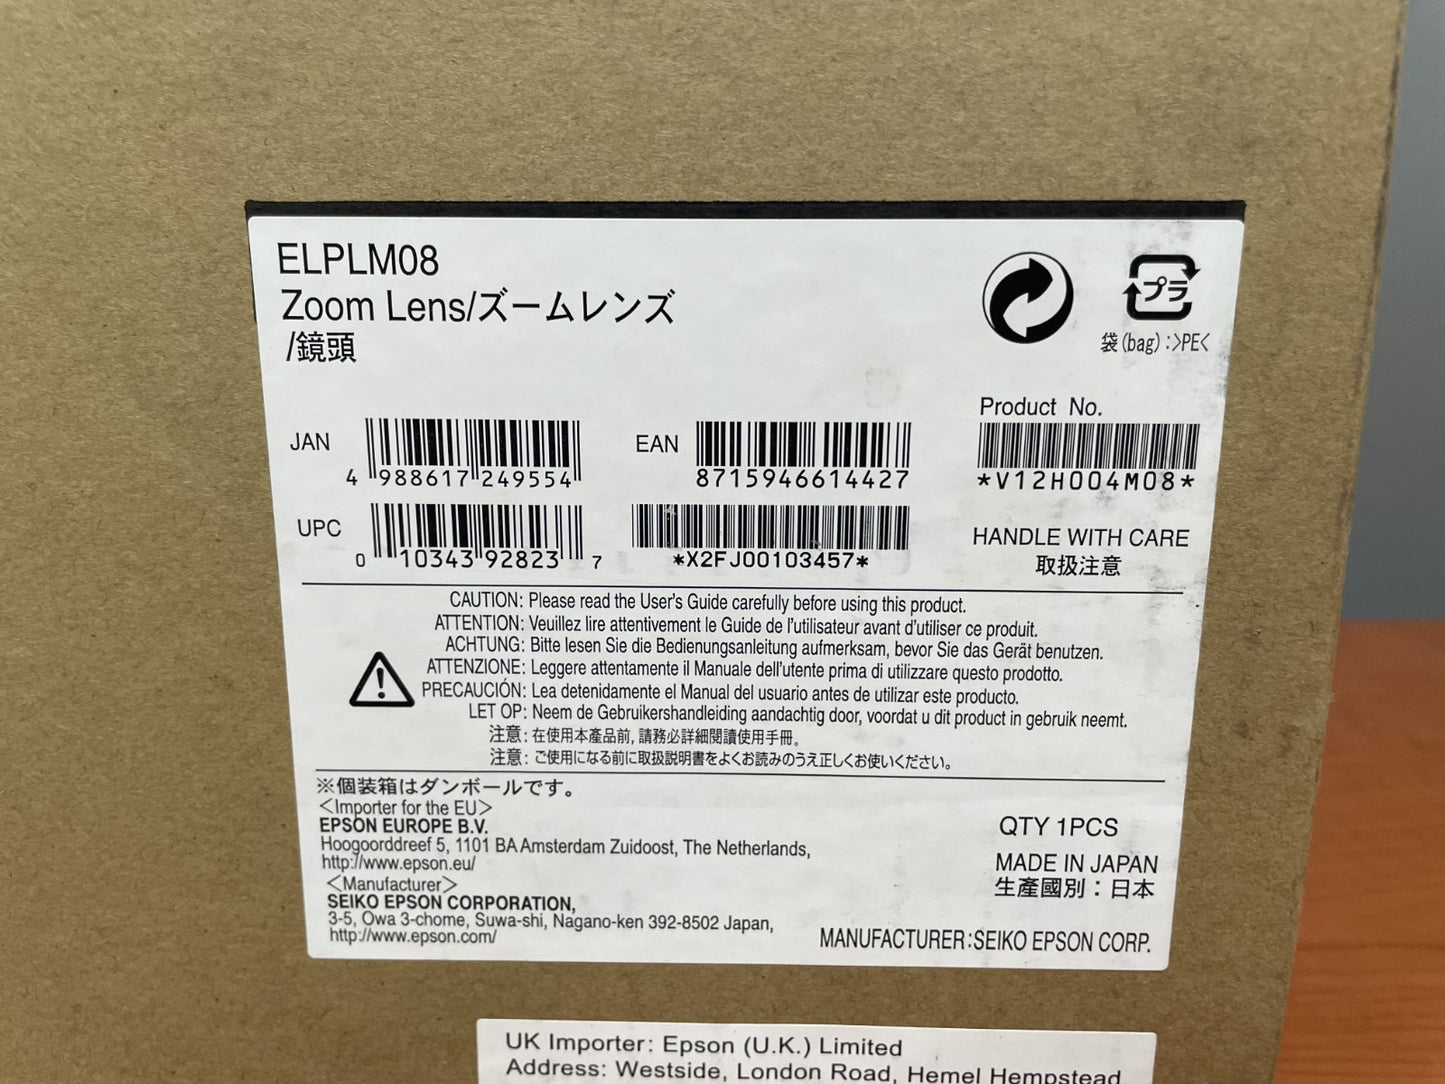 ELPLM08
Zoom Lens/ズームレンズ
/鏡頭
プラ
袋(bag):>PE<
JAN
4 988617 249554
EAN
8715946614427
Product No.
*V12H004M08*
UPC
0 10343 92823 7
*X2FJ00103457*
HANDLE WITH CARE
取扱注意
CAUTION: Please read the User's Guide carefully before using this product.
ATTENTION: Veuillez lire attentivement le Guide de l'utilisateur avant d'utiliser ce produit.
ACHTUNG: Bitte lesen Sie die Bedienungsanleitung aufmerksam, bevor Sie das Gerät benutzen.
ATTENZIONE: Leggere attentamente il Manuale dell'utente prima di utilizzare questo prodotto.
PRECAUCIÓN: Lea detenidamente el Manual del usuario antes de utilizar este producto.
LET OP: Neem de Gebruikershandleiding aandachtig door, voordat u dit product in gebruik neemt.
注意: 在使用本產品前, 請務必詳細閱讀使用手冊。
注意: ご使用になる前に取扱説明書をよくお読みのうえ正しくお使いください。
※個装箱はダンボールです。
<Importer for the EU>
EPSON EUROPE B.V.
Hoogoorddreef 5, 1101 BA Amsterdam Zuidoost, The Netherlands,
http://www.epson.eu/
<Manufacturer>
SEIKO EPSON CORPORATION,
3-5, Owa 3-chome, Suwa-shi, Nagano-ken 392-8502 Japan,
http://www.epson.com/
QTY 1PCS
MADE IN JAPAN
生產國別：日本
MANUFACTURER:SEIKO EPSON CORP.
UK Importer: Epson (U.K.) Limited
Address: Westside, London Road, Hemel Hempstead